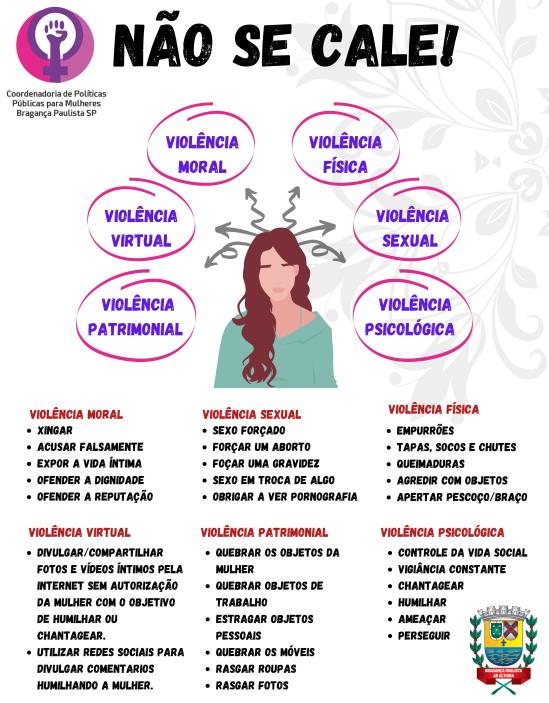 NÃO SE CALE!
Coordenadoria de Políticas
Públicas para Mulheres
Bragança Paulista SP
VIOLÊNCIA
MORAL
VIOLÊNCIA
FÍSICA
VIOLÊNCIA
VIRTUAL
VIOLÊNCIA
SEXUAL
VIOLÊNCIA
PATRIMONIAL
VIOLÊNCIA
PSICOLÓGICA
VIOLÊNCIA MORAL
• XINGAR
• ACUSAR FALSAMENTE
• EXPOR A VIDA ÍNTIMA
• OFENDER A DIGNIDADE
• OFENDER A REPUTAÇÃO
VIOLÊNCIA SEXUAL
• SEXO FORÇADO
• FORÇAR UM ABORTO
• FOÇAR UMA GRAVIDEZ
• SEXO EM TROCA DE ALGO
• OBRIGAR A VER PORNOGRAFIA
VIOLÊNCIA FÍSICA
• EMPURRÕES
• TAPAS, SOCOS E CHUTES
• QUEIMADURAS
• AGREDIR COM OBJETOS
• APERTAR PESCOÇO/BRAÇO
VIOLÊNCIA VIRTUAL
• DIVULGAR/COMPARTILHAR
FOTOS E VÍDEOS ÍNTIMOS PELA
INTERNET SEM AUTORIZAÇÃO
DA MULHER COM O OBJETIVO
DE HUMILHAR OU
CHANTAGEAR.
• UTILIZAR REDES SOCIAIS PARA
DIVULGAR COMENTARIOS
HUMILHANDO A MULHER.
VIOLÊNCIA PATRIMONIAL
• QUEBRAR OS OBJETOS DA
MULHER
• QUEBRAR OBJETOS DE
TRABALHO
• ESTRAGAR OBJETOS
PESSOAIS
• QUEBRAR OS MÓVEIS
• RASGAR ROUPAS
• RASGAR FOTOS
VIOLÊNCIA PSICOLÓGICA
• CONTROLE DA VIDA SOCIAL
• VIGIÂNCIA CONSTANTE
• CHANTAGEAR
• HUMILHAR
• AMEAÇAR
• PERSEGUIR
BRAGANÇA PAULISTA